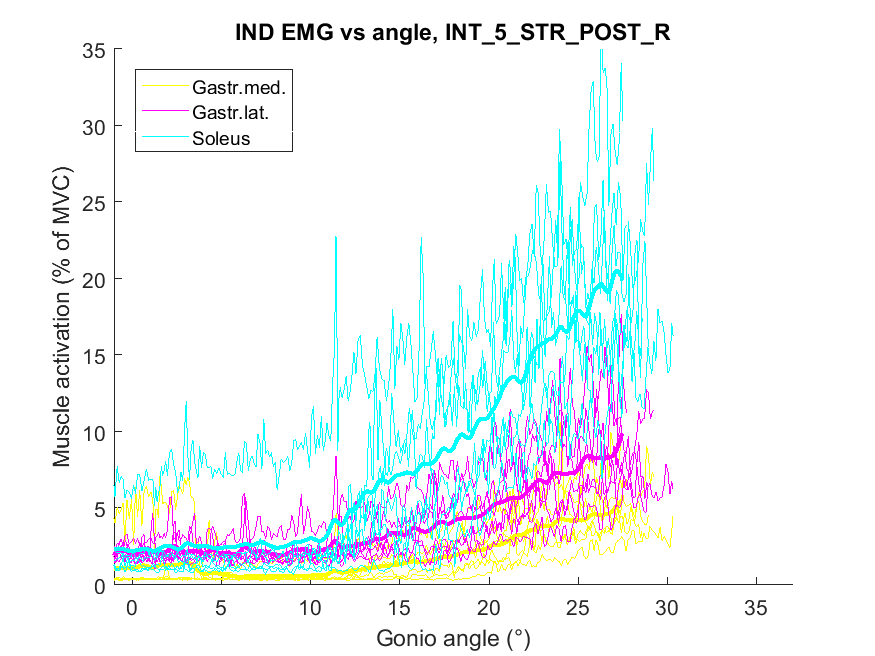 IND EMG vs angle, INT_5_STR_POST_R
Muscle activation (% of MVC)
35
30
25
20
15
10
5
0
Gastr.med.
Gastr.lat.
Soleus
0 5 10 15 20 25 30 35
Gonio angle (°)